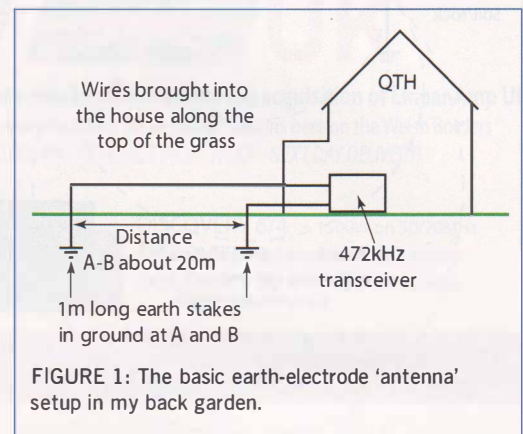 QTH
Wires brought into
the house along the
top of the grass
Distance
A-B about 20m
472kHz
transceiver
1m long earth stakes
in ground at A and B
FIGURE 1: The basic earth-electrode ‘antenna’
setup in my back garden.